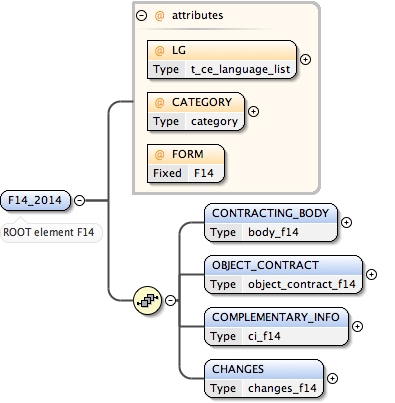 @ attributes
@ LG
Type t_ce_language_list
@ CATEGORY
Type category
@ FORM
Fixed F14
F14_2014
ROOT element F14
CONTRACTING_BODY
Type body_f14
OBJECT_CONTRACT
Type object_contract_f14
COMPLEMENTARY_INFO
Type ci_f14
CHANGES
Type changes_f14